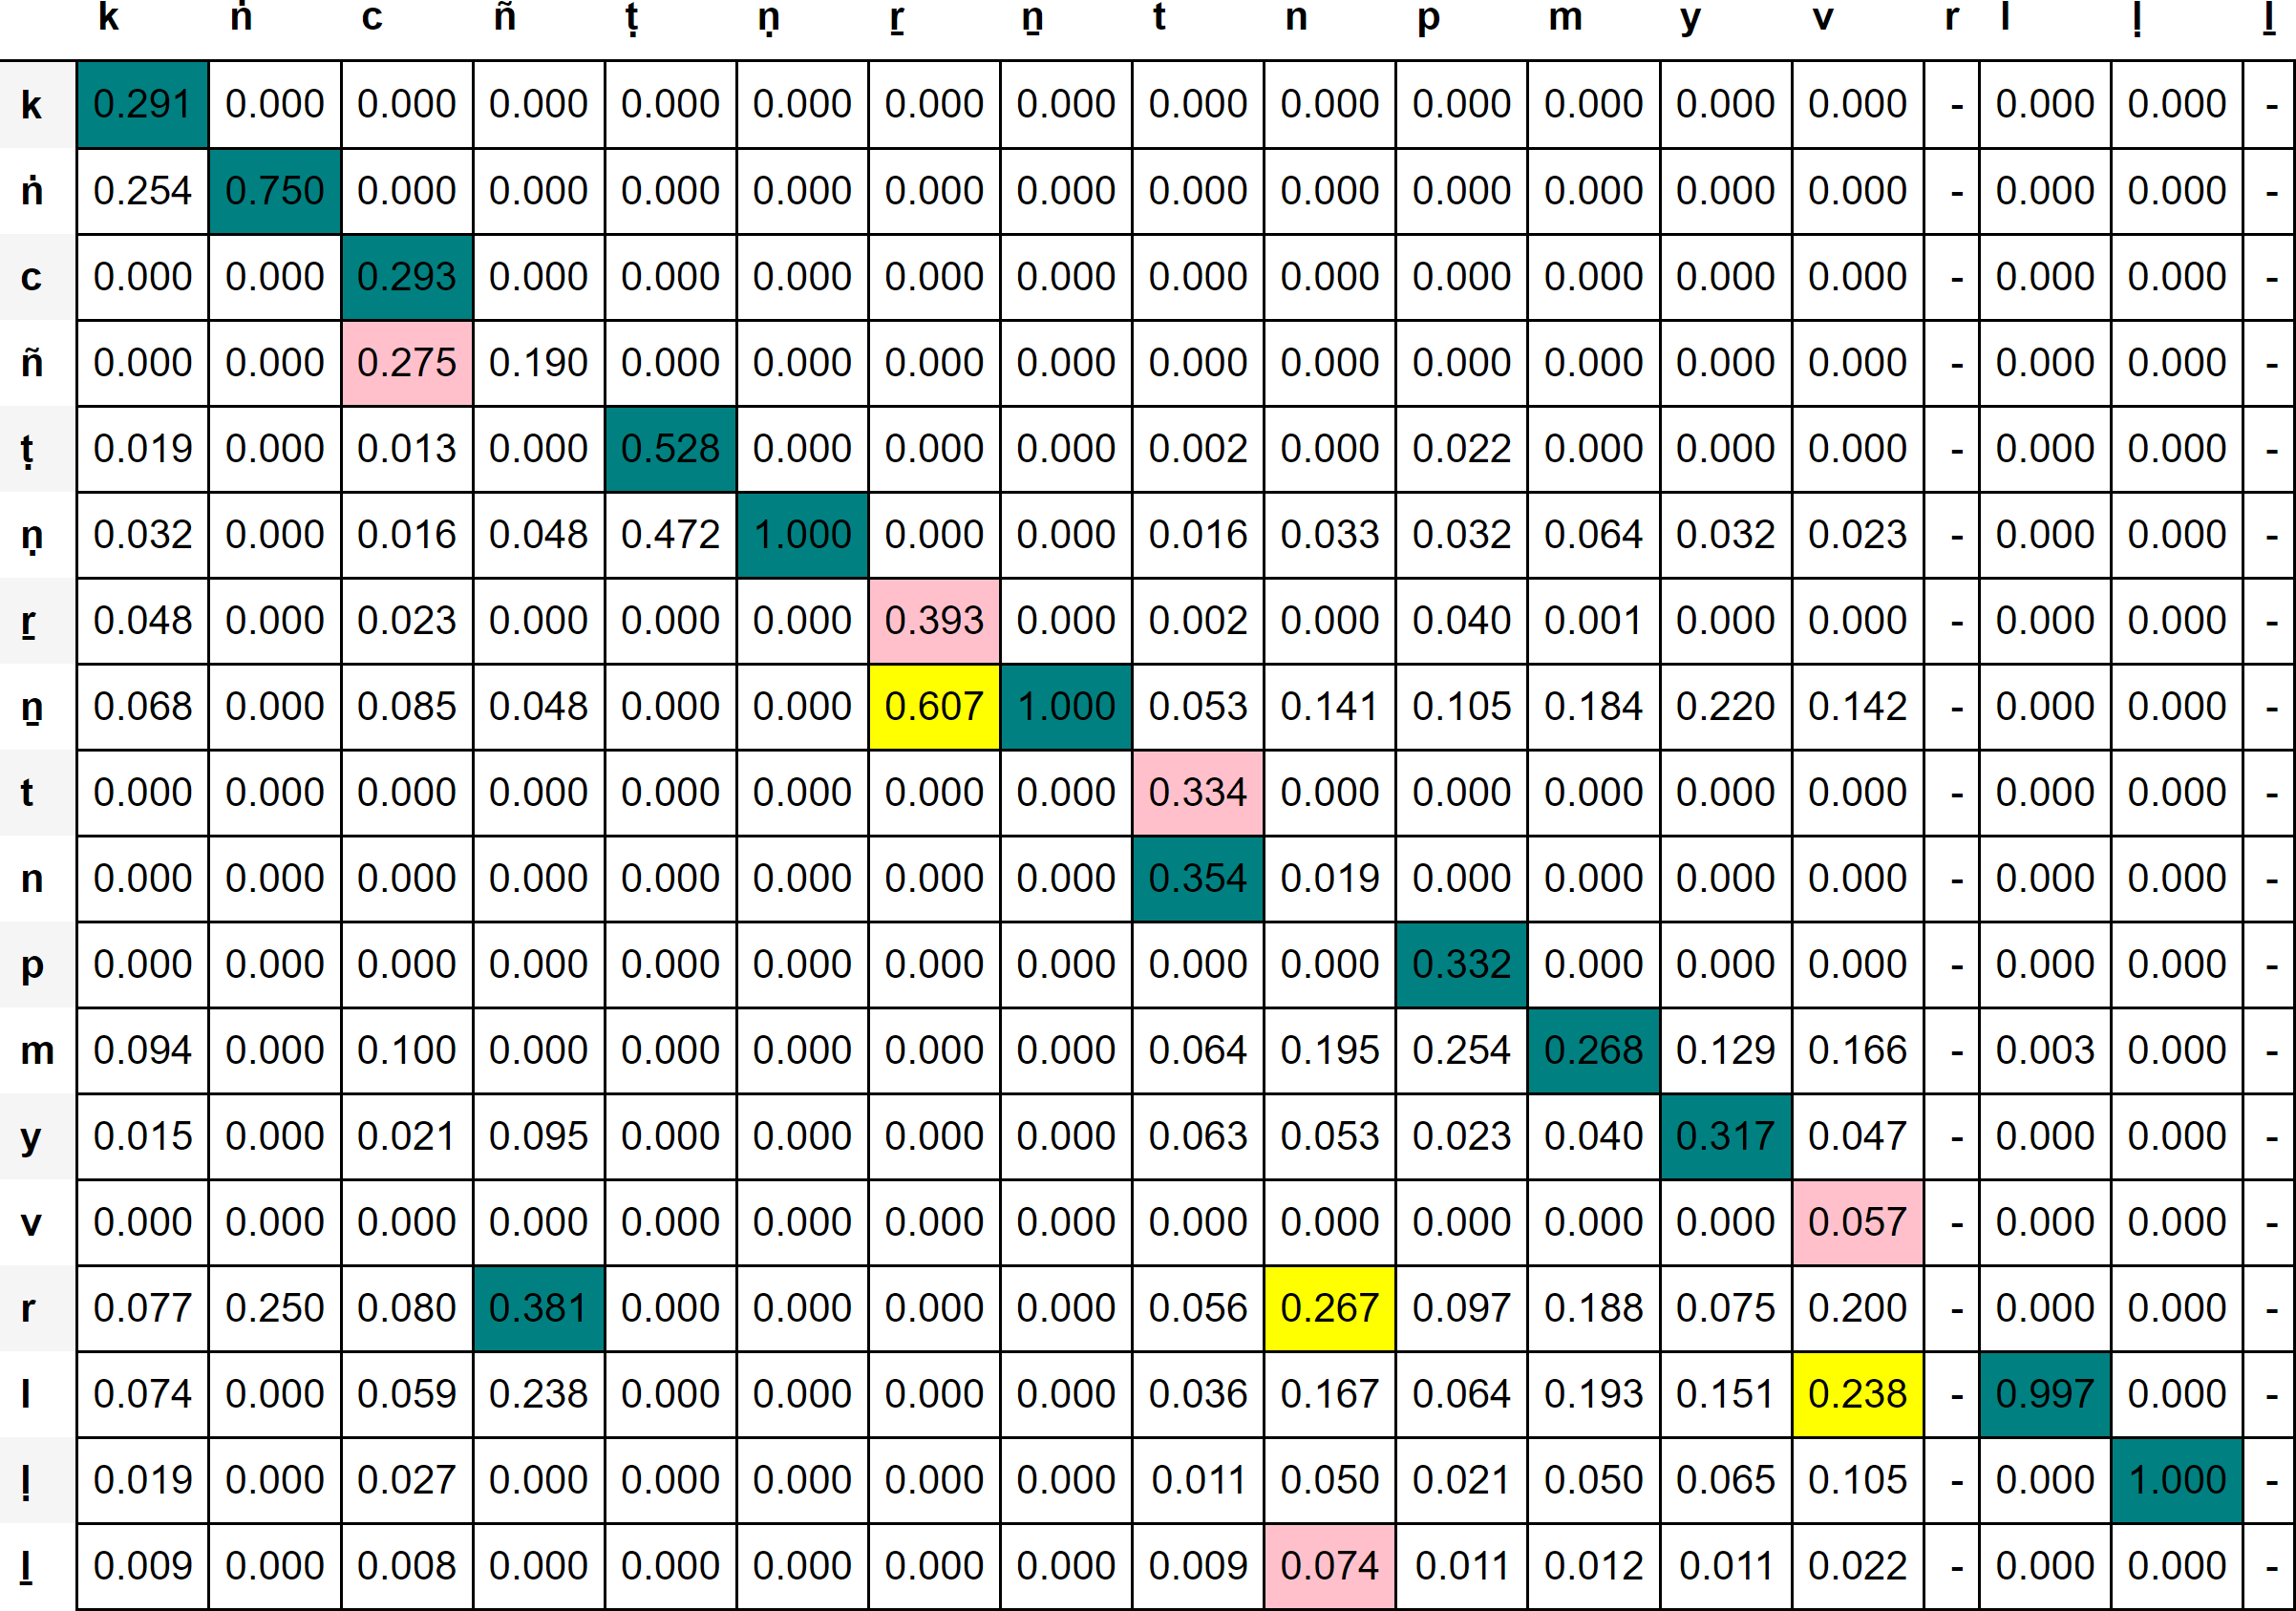 k ṅ c ñ ṭ ṇ ṟ ṉ t n p m y v r l ḷ ḻ
k 0.291 0.000 0.000 0.000 0.000 0.000 0.000 0.000 0.000 0.000 0.000 0.000 0.000 0.000 - 0.000 0.000 -
ṅ 0.254 0.750 0.000 0.000 0.000 0.000 0.000 0.000 0.000 0.000 0.000 0.000 0.000 0.000 - 0.000 0.000 -
c 0.000 0.000 0.293 0.000 0.000 0.000 0.000 0.000 0.000 0.000 0.000 0.000 0.000 0.000 - 0.000 0.000 -
ñ 0.000 0.000 0.275 0.190 0.000 0.000 0.000 0.000 0.000 0.000 0.000 0.000 0.000 0.000 - 0.000 0.000 -
ṭ 0.019 0.000 0.013 0.000 0.528 0.000 0.000 0.000 0.002 0.000 0.022 0.000 0.000 0.000 - 0.000 0.000 -
ṇ 0.032 0.000 0.016 0.048 0.472 1.000 0.000 0.000 0.016 0.033 0.032 0.064 0.032 0.023 - 0.000 0.000 -
ṟ 0.048 0.000 0.023 0.000 0.000 0.000 0.393 0.000 0.002 0.000 0.040 0.001 0.000 0.000 - 0.000 0.000 -
ṉ 0.068 0.000 0.085 0.048 0.000 0.000 0.607 1.000 0.053 0.141 0.105 0.184 0.220 0.142 - 0.000 0.000 -
t 0.000 0.000 0.000 0.000 0.000 0.000 0.000 0.000 0.334 0.000 0.000 0.000 0.000 0.000 - 0.000 0.000 -
n 0.000 0.000 0.000 0.000 0.000 0.000 0.000 0.000 0.354 0.019 0.000 0.000 0.000 0.000 - 0.000 0.000 -
p 0.000 0.000 0.000 0.000 0.000 0.000 0.000 0.000 0.000 0.000 0.332 0.000 0.000 0.000 - 0.000 0.000 -
m 0.094 0.000 0.100 0.000 0.000 0.000 0.000 0.000 0.064 0.195 0.254 0.268 0.129 0.166 - 0.003 0.000 -
y 0.015 0.000 0.021 0.095 0.000 0.000 0.000 0.000 0.063 0.053 0.023 0.040 0.317 0.047 - 0.000 0.000 -
v 0.000 0.000 0.000 0.000 0.000 0.000 0.000 0.000 0.000 0.000 0.000 0.000 0.000 0.057 - 0.000 0.000 -
r 0.077 0.250 0.080 0.381 0.000 0.000 0.000 0.000 0.056 0.267 0.097 0.188 0.075 0.200 - 0.000 0.000 -
l 0.074 0.000 0.059 0.238 0.000 0.000 0.000 0.000 0.036 0.167 0.064 0.193 0.151 0.238 - 0.997 0.000 -
ḷ 0.019 0.000 0.027 0.000 0.000 0.000 0.000 0.000 0.011 0.050 0.021 0.050 0.065 0.105 - 0.000 1.000 -
ḻ 0.009 0.000 0.008 0.000 0.000 0.000 0.000 0.000 0.009 0.074 0.011 0.012 0.011 0.022 - 0.000 0.000 -